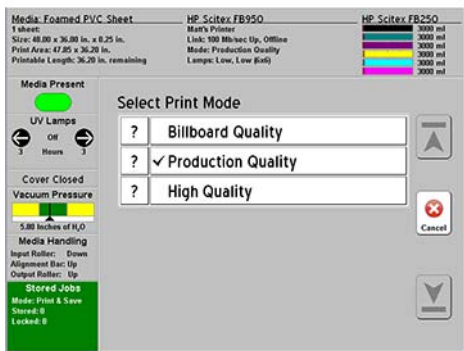 Media: Foamed PVC Sheet
1 sheet:
Size: 48.00 x 36.00 in. x 0.25 in.
Print Area: 47.85 x 36.20 in.
Printable Length: 36.20 in. remaining
HP Scitex FB950
Matt's Printer
Link: 100 Mb/sec Up, Offline
Mode: Production Quality
Lamps: Low, Low (6x6)
HP Scitex FB250
3000 ml
3000 ml
3000 ml
3000 ml
3000 ml
3000 ml
Media Present
UV Lamps
Off
3 Hours 3
Cover Closed
Vacuum Pressure
5.80 Inches of H₂O
Media Handling
Input Roller: Down
Alignment Bar: Up
Output Roller: Up
Stored Jobs
Mode: Print & Save
Stored: 0
Locked: 0
Select Print Mode
? Billboard Quality
? ✓ Production Quality
? High Quality
Cancel